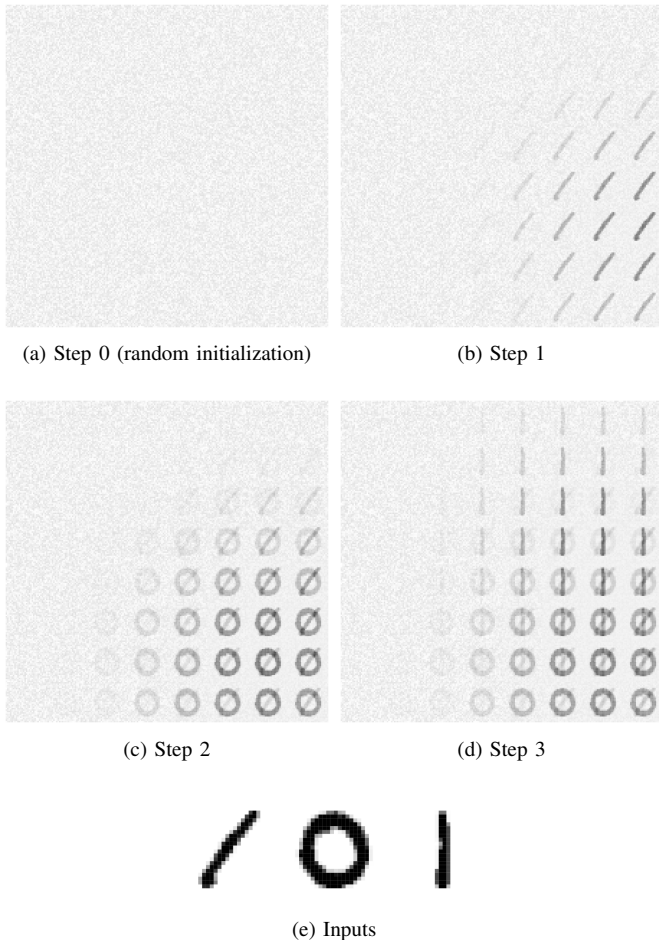 (a) Step 0 (random initialization)
(b) Step 1
(c) Step 2
(d) Step 3
(e) Inputs